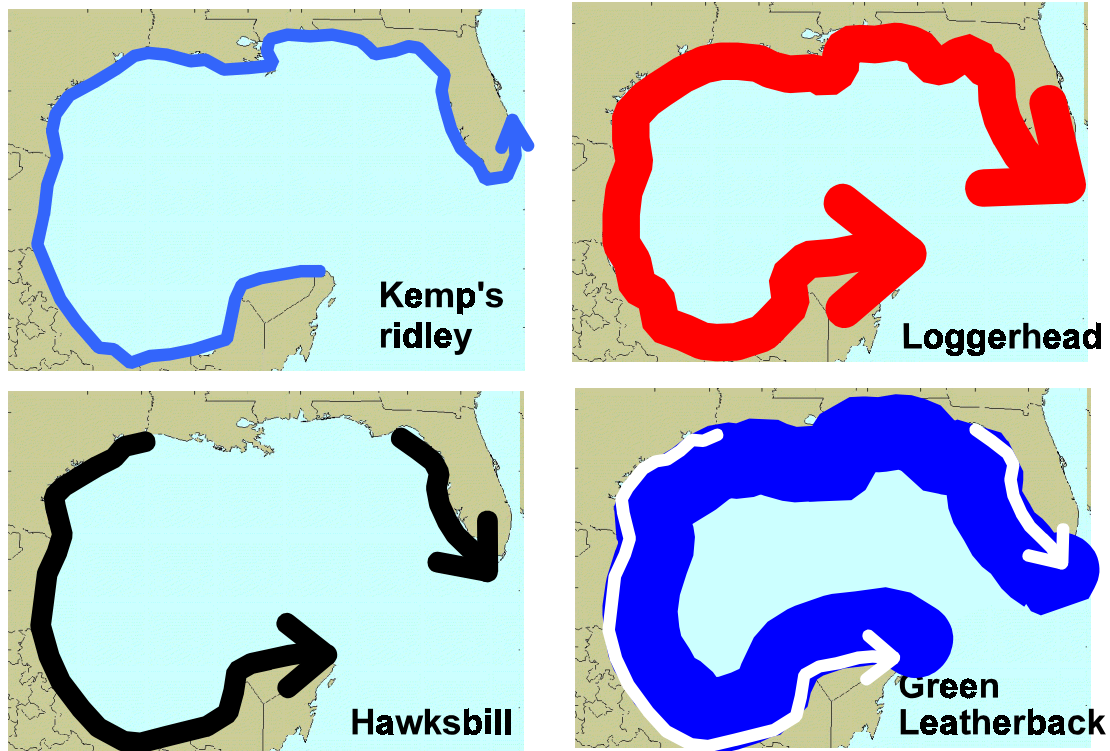 Kemp's
ridley
Loggerhead
Hawksbill
Green
Leatherback